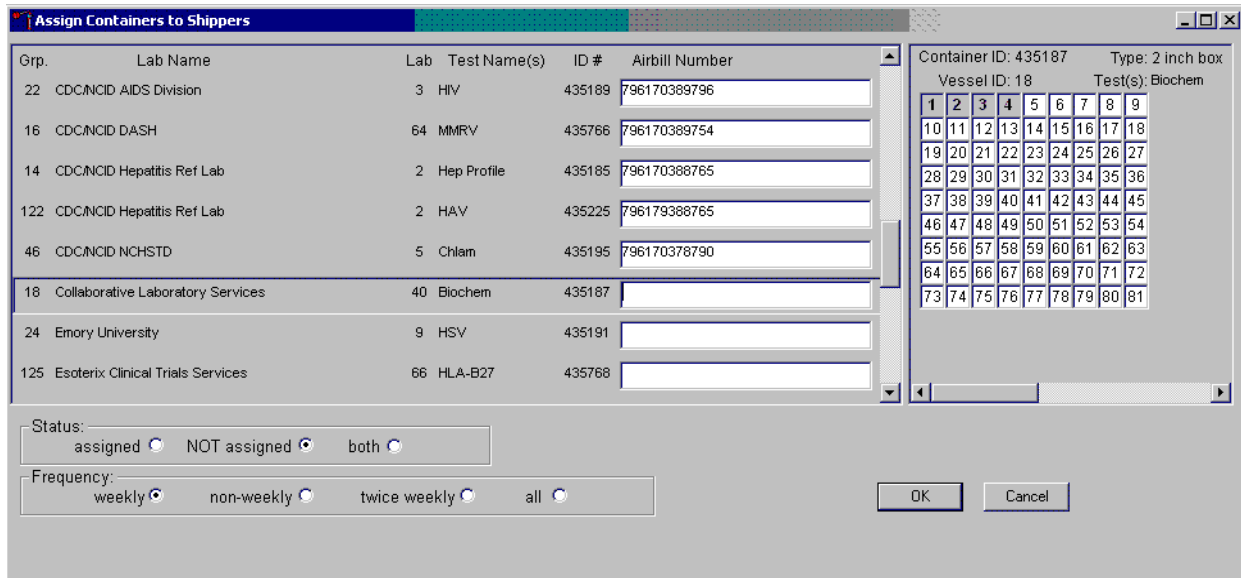 Assign Containers to Shippers
Grp. Lab Name Lab Test Name(s) ID # Airbill Number
22 CDC/NCID AIDS Division 3 HIV 435189 796170389796
16 CDC/NCID DASH 64 MMRV 435766 796170389754
14 CDC/NCID Hepatitis Ref Lab 2 Hep Profile 435185 796170388765
122 CDC/NCID Hepatitis Ref Lab 2 HAV 435225 796179388765
46 CDC/NCID NCHSTD 5 Chlam 435195 796170378790
18 Collaborative Laboratory Services 40 Biochem 435187
24 Emory University 9 HSV 435191
125 Esoterix Clinical Trials Services 66 HLA-B27 435768
Container ID: 435187 Type: 2 inch box
Vessel ID: 18 Test(s): Biochem
1 2 3 4 5 6 7 8 9
10 11 12 13 14 15 16 17 18
19 20 21 22 23 24 25 26 27
28 29 30 31 32 33 34 35 36
37 38 39 40 41 42 43 44 45
46 47 48 49 50 51 52 53 54
55 56 57 58 59 60 61 62 63
64 65 66 67 68 69 70 71 72
73 74 75 76 77 78 79 80 81
Status:
assigned NOT assigned both
Frequency:
weekly non-weekly twice weekly all
OK Cancel